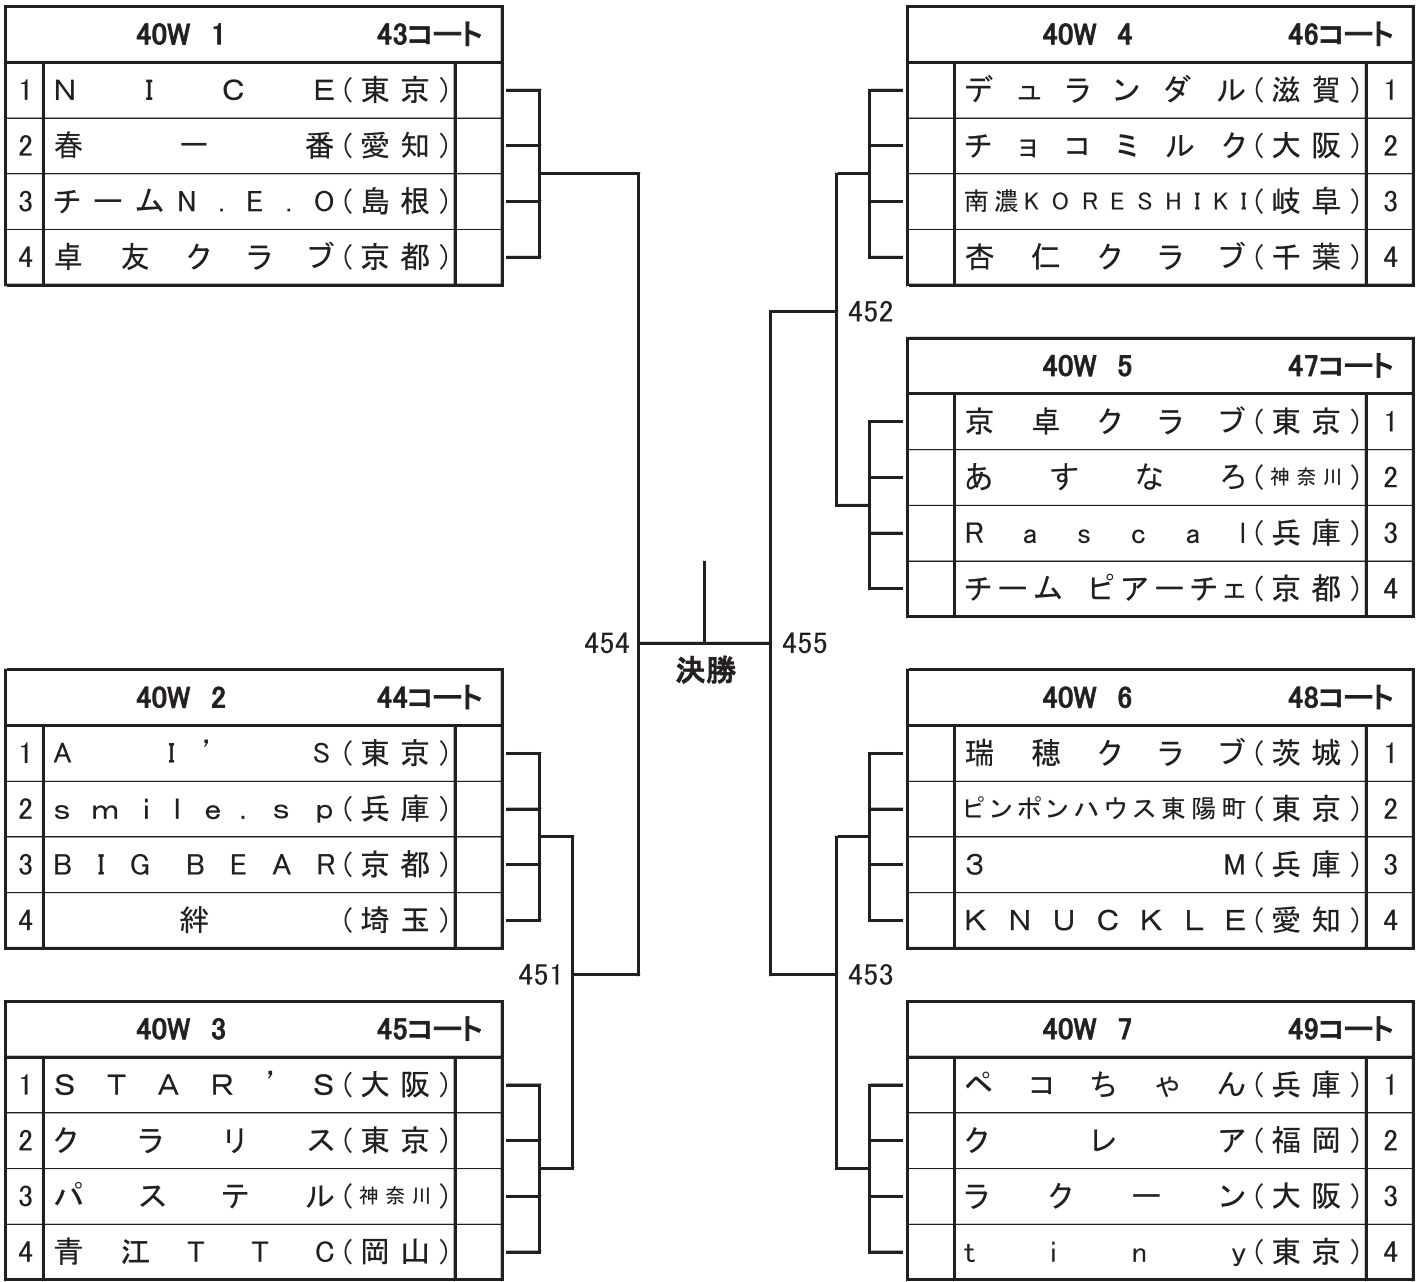 40W 1 43コート
1 NICE(東京)
2 春一番(愛知)
3 チームN.E.O(島根)
4 卓友クラブ(京都)
40W 2 44コート
1 AI’S(東京)
2 smile.sp(兵庫)
3 BIG BEAR(京都)
4 絆(埼玉)
451
40W 3 45コート
1 STAR’S(大阪)
2 クラリス(東京)
3 パステル(神奈川)
4 青江TTC(岡山)
454
決勝
455
40W 4 46コート
デュランダル(滋賀) 1
チョコミルク(大阪) 2
南濃KORESHIKI(岐阜) 3
杏仁クラブ(千葉) 4
452
40W 5 47コート
京卓クラブ(東京) 1
あすなろ(神奈川) 2
Rascal(兵庫) 3
チーム ピアーチェ(京都) 4
40W 6 48コート
瑞穂クラブ(茨城) 1
ピンポンハウス東陽町(東京) 2
3M(兵庫) 3
KNUCKLE(愛知) 4
453
40W 7 49コート
ペコちゃん(兵庫) 1
クレア(福岡) 2
ラクーン(大阪) 3
tiny(東京) 4